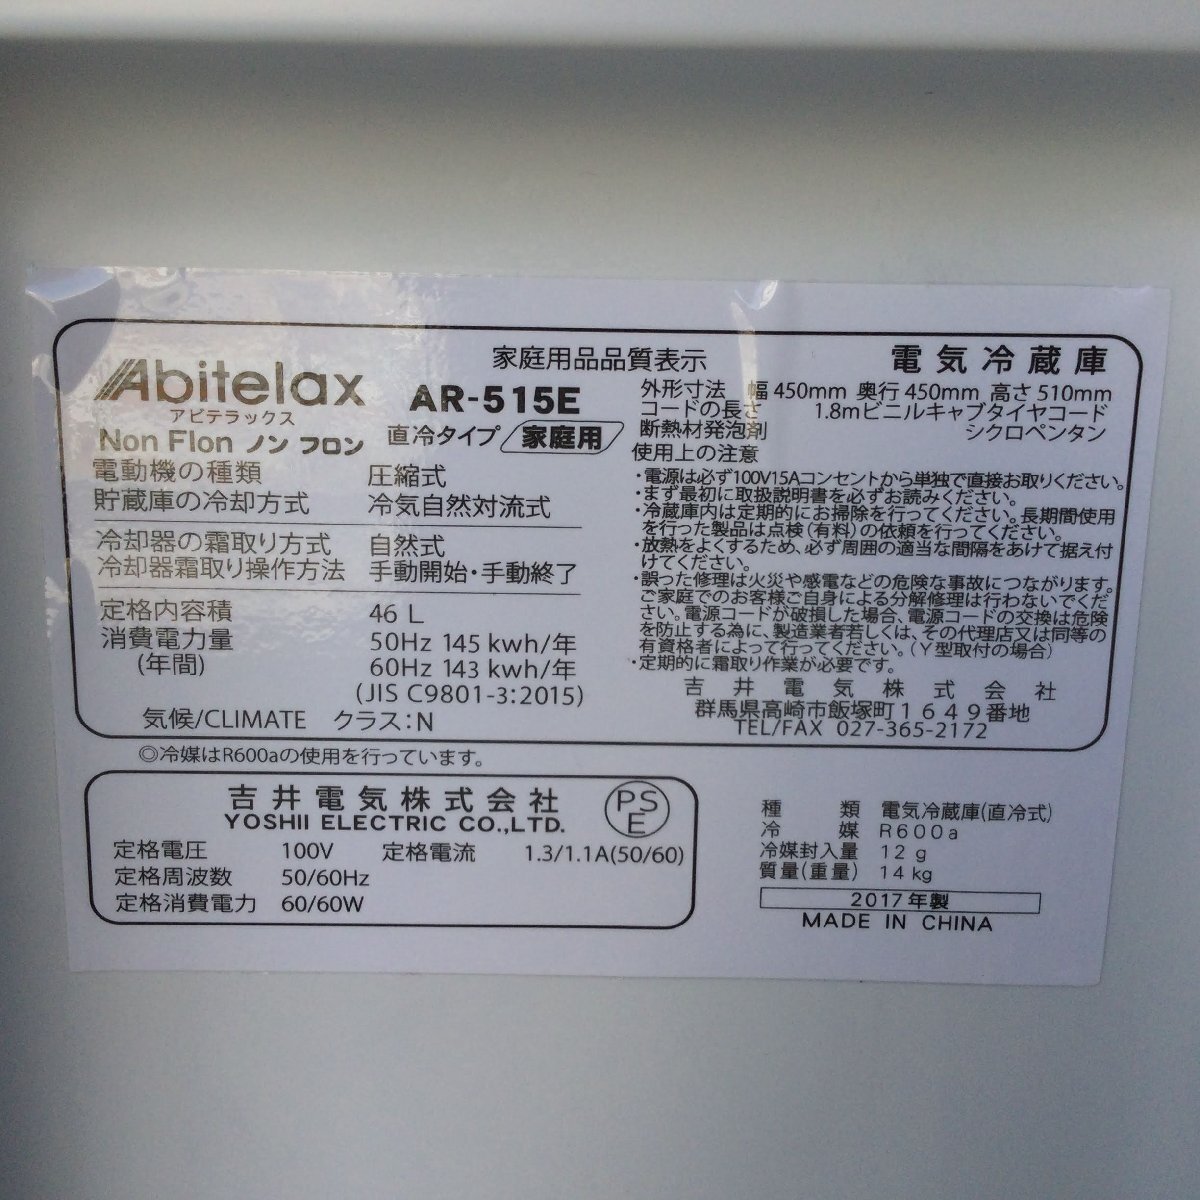 家庭用品品質表示
電気冷蔵庫
Abitelax
アビテラックス
AR-515E
Non Flon ノンフロン
直冷タイプ 家庭用
電動機の種類 圧縮式
貯蔵庫の冷却方式 冷気自然対流式
冷却器の霜取り方式 自然式
冷却器霜取り操作方法 手動開始・手動終了
定格内容積 46 L
消費電力量 50Hz 145 kwh/年
(年間) 60Hz 143 kwh/年
(JIS C9801-3:2015)
気候/CLIMATE クラス:N
外形寸法 幅 450mm 奥行 450mm 高さ 510mm
コードの長さ 1.8mビニルキャブタイヤコード
断熱材発泡剤 シクロペンタン
使用上の注意
・電源は必ず100V15Aコンセントから単独で直接お取りください。
・まず最初に取扱説明書を必ずお読みください。
・冷蔵庫内は定期的にお掃除を行ってください。長期間使用
を行った製品は点検(有料)の依頼を行ってください。
・放熱をよくするため、必ず周囲の適当な間隔をあけて据え付
けてください。
・誤った修理は火災や感電などの危険な事故につながります。
ご家庭でのお客様ご自身による分解修理は行わないでくだ
さい。電源コードが破損した場合、電源コードの交換は危険
を防止する為に、製造業者若しくは、その代理店又は同等の
有資格者によって行ってください。(Y型取付の場合)
・定期的に霜取り作業が必要です。
吉井電気株式会社
群馬県高崎市飯塚町1649番地
TEL/FAX 027-365-2172
◎冷媒はR600aの使用を行っています。
吉井電気株式会社
YOSHII ELECTRIC CO.,LTD.
PS
E
定格電圧 100V 定格電流 1.3/1.1A(50/60)
定格周波数 50/60Hz
定格消費電力 60/60W
種類 電気冷蔵庫(直冷式)
冷媒 R600a
冷媒封入量 12g
質量(重量) 14kg
2017年製
MADE IN CHINA